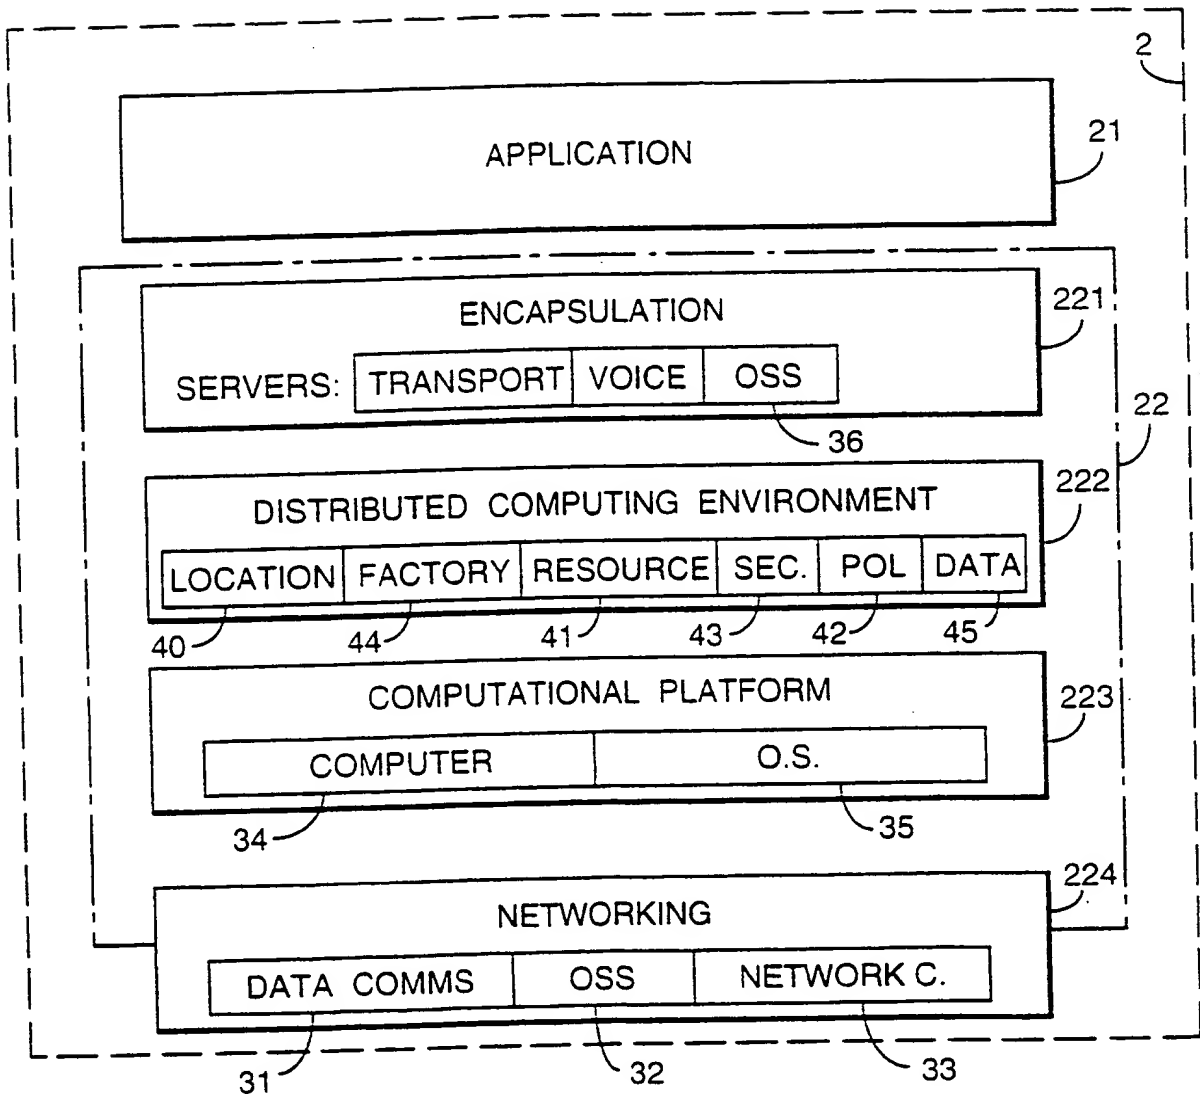 2
APPLICATION
21
ENCAPSULATION
221
SERVERS: TRANSPORT VOICE OSS
36
22
DISTRIBUTED COMPUTING ENVIRONMENT
222
LOCATION FACTORY RESOURCE SEC. POL DATA
40 44 41 43 42 45
COMPUTATIONAL PLATFORM
223
COMPUTER O.S.
34 35
NETWORKING
224
DATA COMMS OSS NETWORK C.
31 32 33